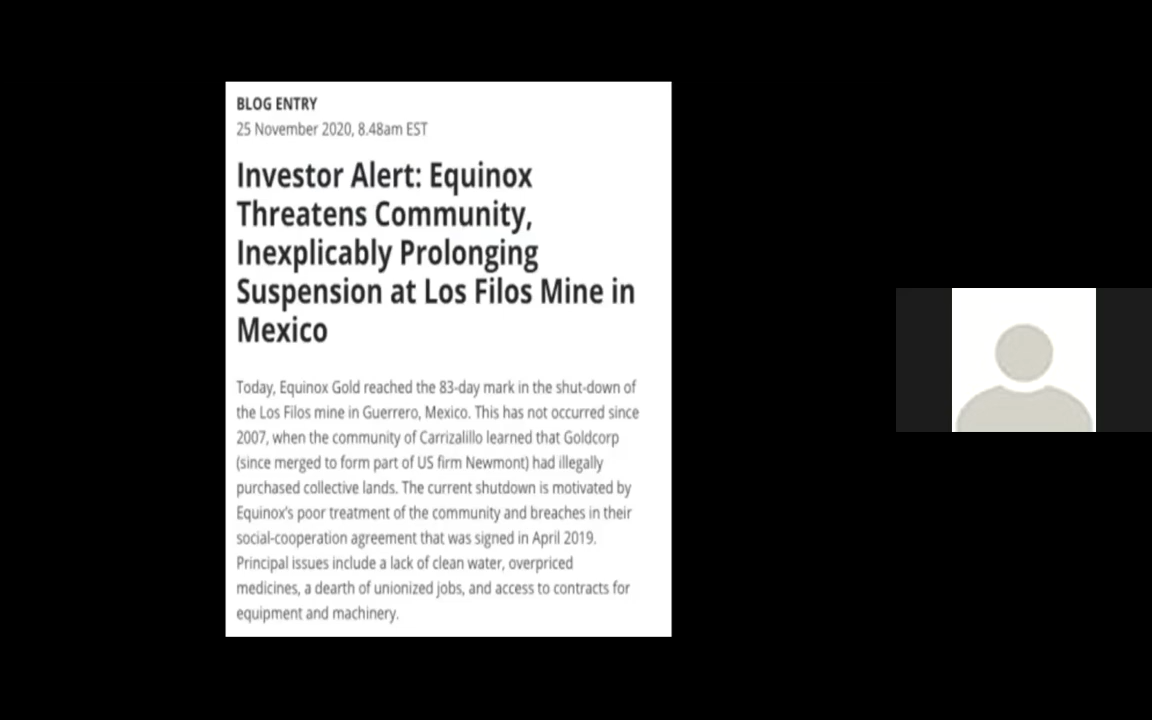 BLOG ENTRY
25 November 2020, 8.48am EST
Investor Alert: Equinox
Threatens Community,
Inexplicably Prolonging
Suspension at Los Filos Mine in
Mexico
Today, Equinox Gold reached the 83-day mark in the shut-down of
the Los Filos mine in Guerrero, Mexico. This has not occurred since
2007, when the community of Carrizalillo learned that Goldcorp
(since merged to form part of US firm Newmont) had illegally
purchased collective lands. The current shutdown is motivated by
Equinox's poor treatment of the community and breaches in their
social-cooperation agreement that was signed in April 2019.
Principal issues include a lack of clean water, overpriced
medicines, a dearth of unionized jobs, and access to contracts for
equipment and machinery.